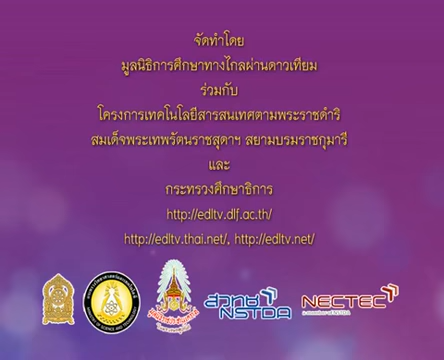 จัดทำโดย
มูลนิธิการศึกษาทางไกลผ่านดาวเทียม
ร่วมกับ
โครงการเทคโนโลยีสารสนเทศตามพระราชดำริ
สมเด็จพระเทพรัตนราชสุดาฯ สยามบรมราชกุมารี
และ
กระทรวงศึกษาธิการ
http://edltv.dlf.ac.th/
http://edltv.thai.net/, http://edltv.net/
สวทช
NSTDA
NECTEC
a member of NSTDA